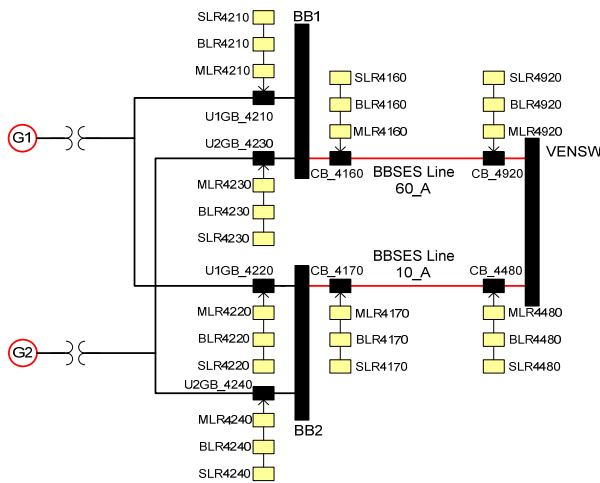 SLR4210
BB1
BLR4210
MLR4210
SLR4160
SLR4920
BLR4160
BLR4920
U1GB_4210
MLR4160
MLR4920
G1
U2GB_4230
VENSW
CB_4160
BBSES Line
60_A
CB_4920
MLR4230
BLR4230
SLR4230
BBSES Line
10_A
U1GB_4220
CB_4170
CB_4480
MLR4220
MLR4170
MLR4480
BLR4220
BLR4170
BLR4480
G2
SLR4220
SLR4170
SLR4480
U2GB_4240
MLR4240
BB2
BLR4240
SLR4240